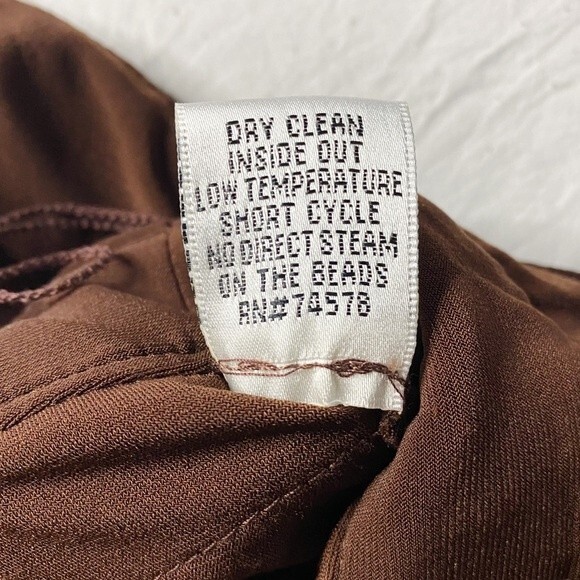 DRY CLEAN
INSIDE OUT
LOW TEMPERATURE
SHORT CYCLE
NO DIRECT STEAM
ON THE BEADS
RN#74578